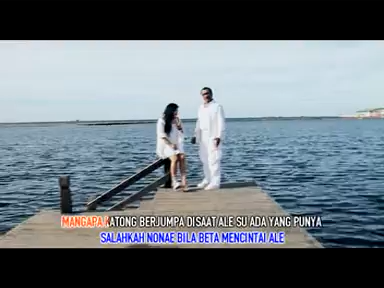 MANGAPA KATONG BERJUMPA DISAAT ALE SU ADA YANG PUNYA
SALAHKAH NONAE BILA BETA MENCINTAI ALE